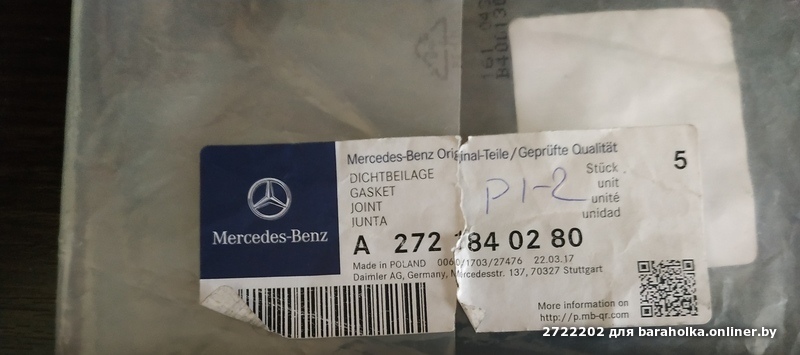 Mercedes-Benz Original-Teile / Geprüfte Qualität
DICHTBEILAGE
GASKET
JOINT
JUNTA
P1-2
Stück
unit
unité
unidad
5
Mercedes-Benz
A 272 184 02 80
Made in POLAND 0060/1703/27476 22.03.17
Daimler AG, Germany, Mercedesstr. 137, 70327 Stuttgart
More information on
http://p.mb-qr.com
2722202 для baraholka.onliner.by